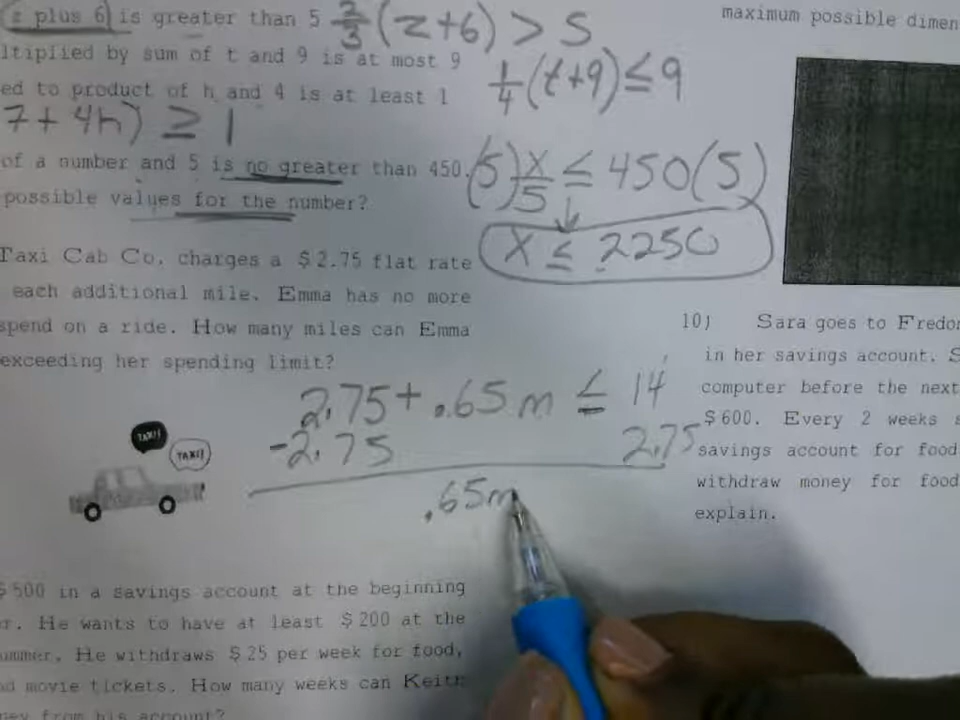 z plus 6) is greater than 5 2/3 (z+6) > 5
ltiplied by sum of t and 9 is at most 9 1/4 (t+9) ≤ 9
ed to product of h and 4 is at least 1
7 + 4h) ≥ 1
of a number and 5 is no greater than 450. (5) x/5 ≤ 450 (5)
possible values for the number?
x ≤ 2250
Taxi Cab Co. charges a $2.75 flat rate
each additional mile. Emma has no more
spend on a ride. How many miles can Emma
exceeding her spending limit?
2.75 + .65m ≤ 14
-2.75 2.75
.65m
TAXI!
TAXI!
$500 in a savings account at the beginning
r. He wants to have at least $200 at the
ummer. He withdraws $25 per week for food,
nd movie tickets. How many weeks can Keith
ney from his account?
maximum possible dimen
10) Sara goes to Fredon
in her savings account. S
computer before the next
$600. Every 2 weeks s
savings account for food
withdraw money for food
explain.